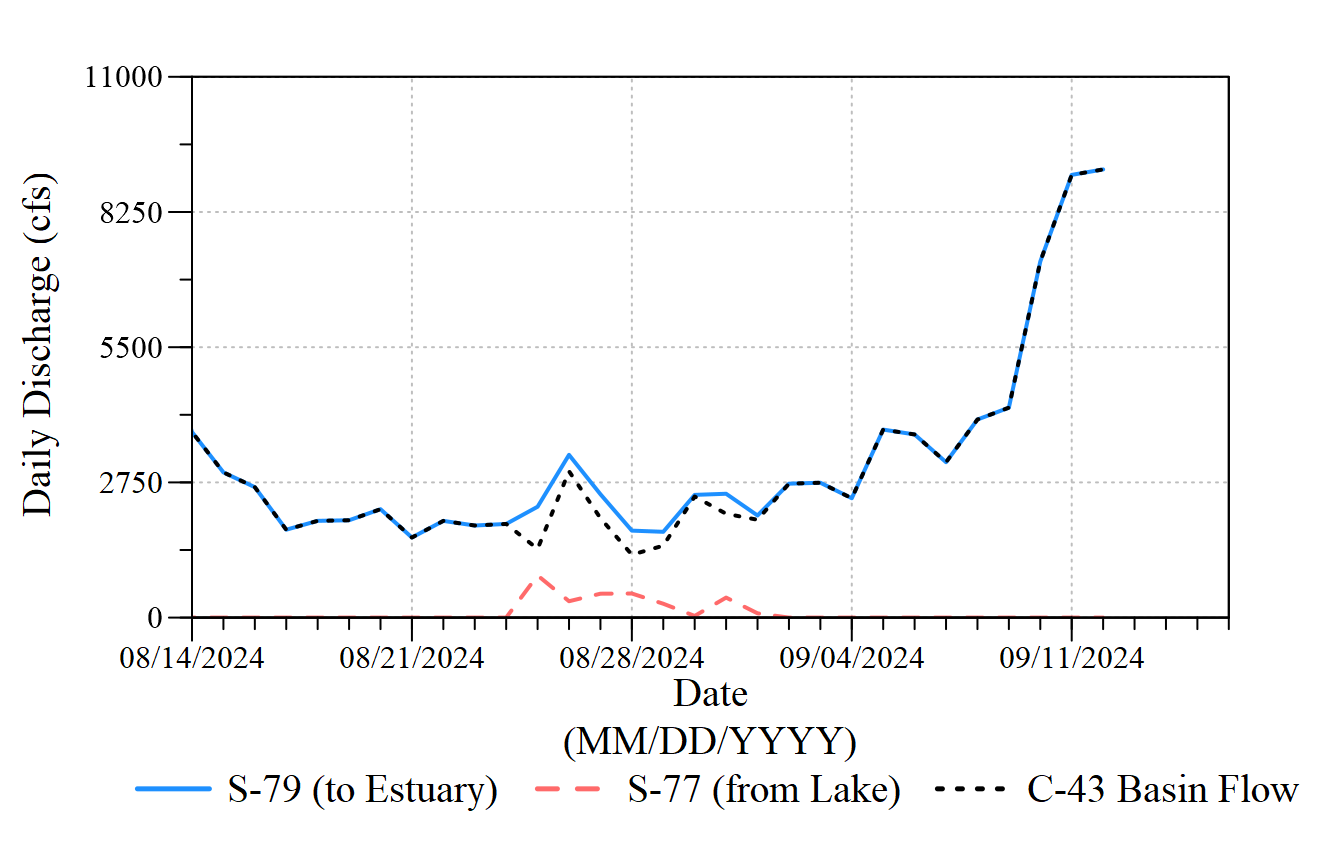 11000
8250
5500
2750
0
Daily Discharge (cfs)
08/14/2024 08/21/2024 08/28/2024 09/04/2024 09/11/2024
Date
(MM/DD/YYYY)
S-79 (to Estuary) S-77 (from Lake) C-43 Basin Flow